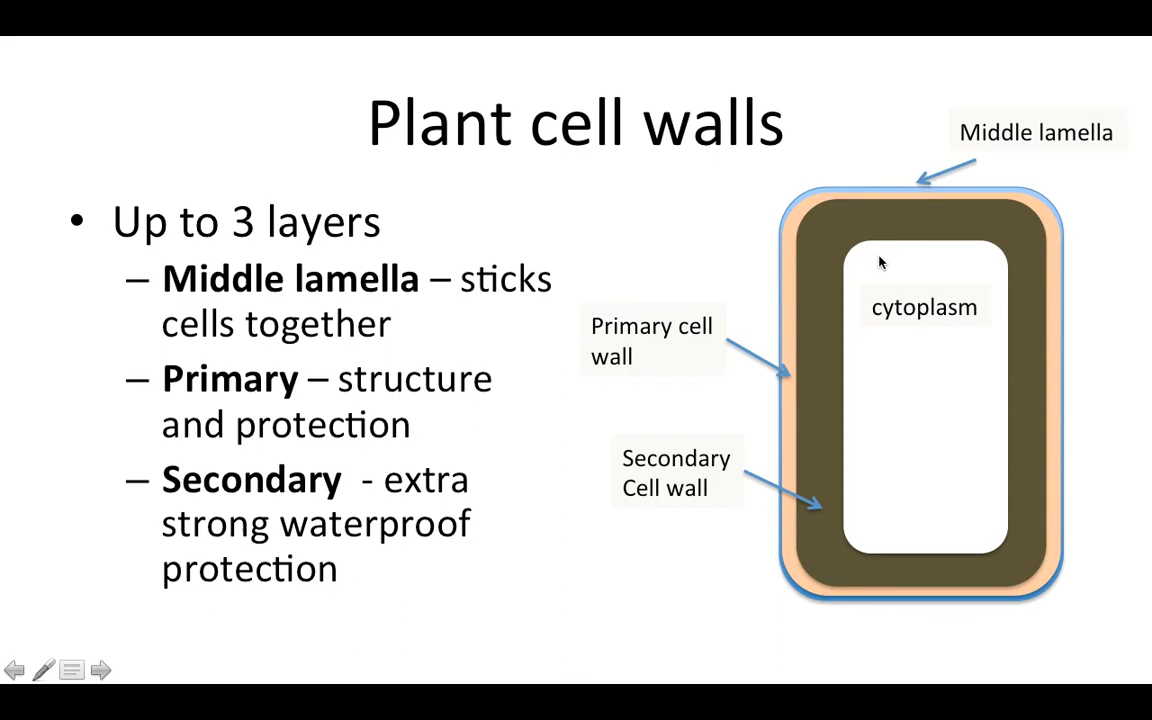 Plant cell walls
Middle lamella
• Up to 3 layers
– Middle lamella – sticks
cells together
– Primary – structure
and protection
– Secondary  - extra
strong waterproof
protection
Primary cell
wall
Secondary
Cell wall
cytoplasm